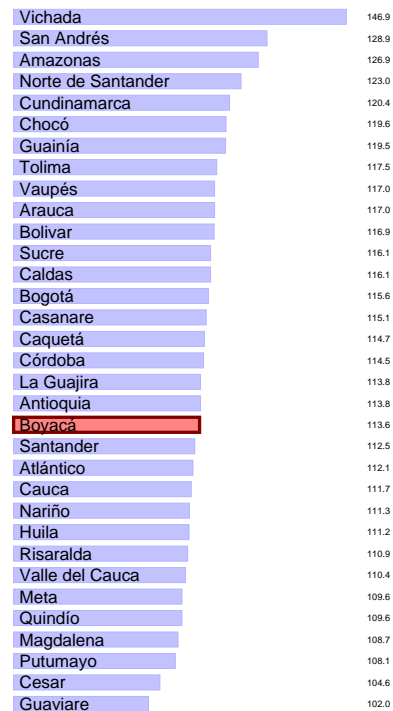 Vichada 146.9
San Andrés 128.9
Amazonas 126.9
Norte de Santander 123.0
Cundinamarca 120.4
Chocó 119.6
Guainía 119.5
Tolima 117.5
Vaupés 117.0
Arauca 117.0
Bolivar 116.9
Sucre 116.1
Caldas 116.1
Bogotá 115.6
Casanare 115.1
Caquetá 114.7
Córdoba 114.5
La Guajira 113.8
Antioquia 113.8
Boyacá 113.6
Santander 112.5
Atlántico 112.1
Cauca 111.7
Nariño 111.3
Huila 111.2
Risaralda 110.9
Valle del Cauca 110.4
Meta 109.6
Quindío 109.6
Magdalena 108.7
Putumayo 108.1
Cesar 104.6
Guaviare 102.0